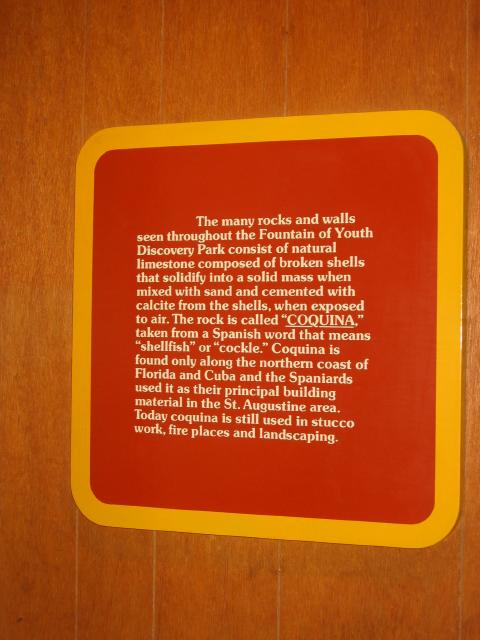 The many rocks and walls
seen throughout the Fountain of Youth
Discovery Park consist of natural
limestone composed of broken shells
that solidify into a solid mass when
mixed with sand and cemented with
calcite from the shells, when exposed
to air. The rock is called “COQUINA,”
taken from a Spanish word that means
“shellfish” or “cockle.” Coquina is
found only along the northern coast of
Florida and Cuba and the Spaniards
used it as their principal building
material in the St. Augustine area.
Today coquina is still used in stucco
work, fire places and landscaping.